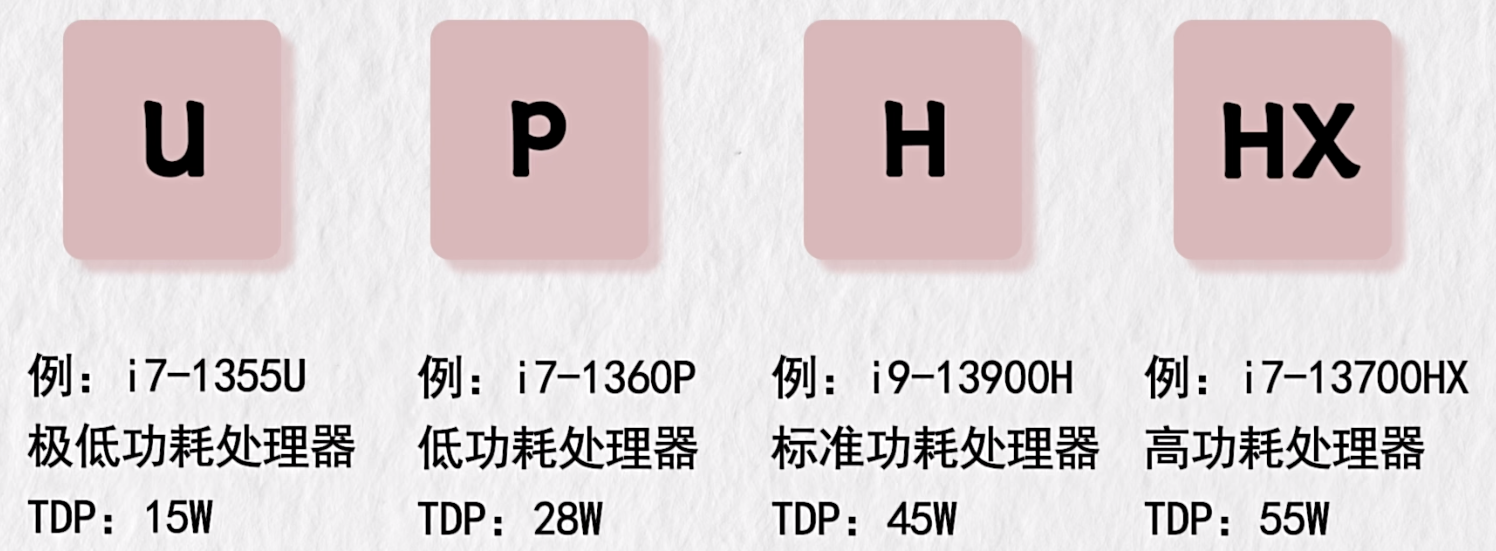 U
P
H
HX
例：i7-1355U
极低功耗处理器
TDP：15W
例：i7-1360P
低功耗处理器
TDP：28W
例：i9-13900H
标准功耗处理器
TDP：45W
例：i7-13700HX
高功耗处理器
TDP：55W